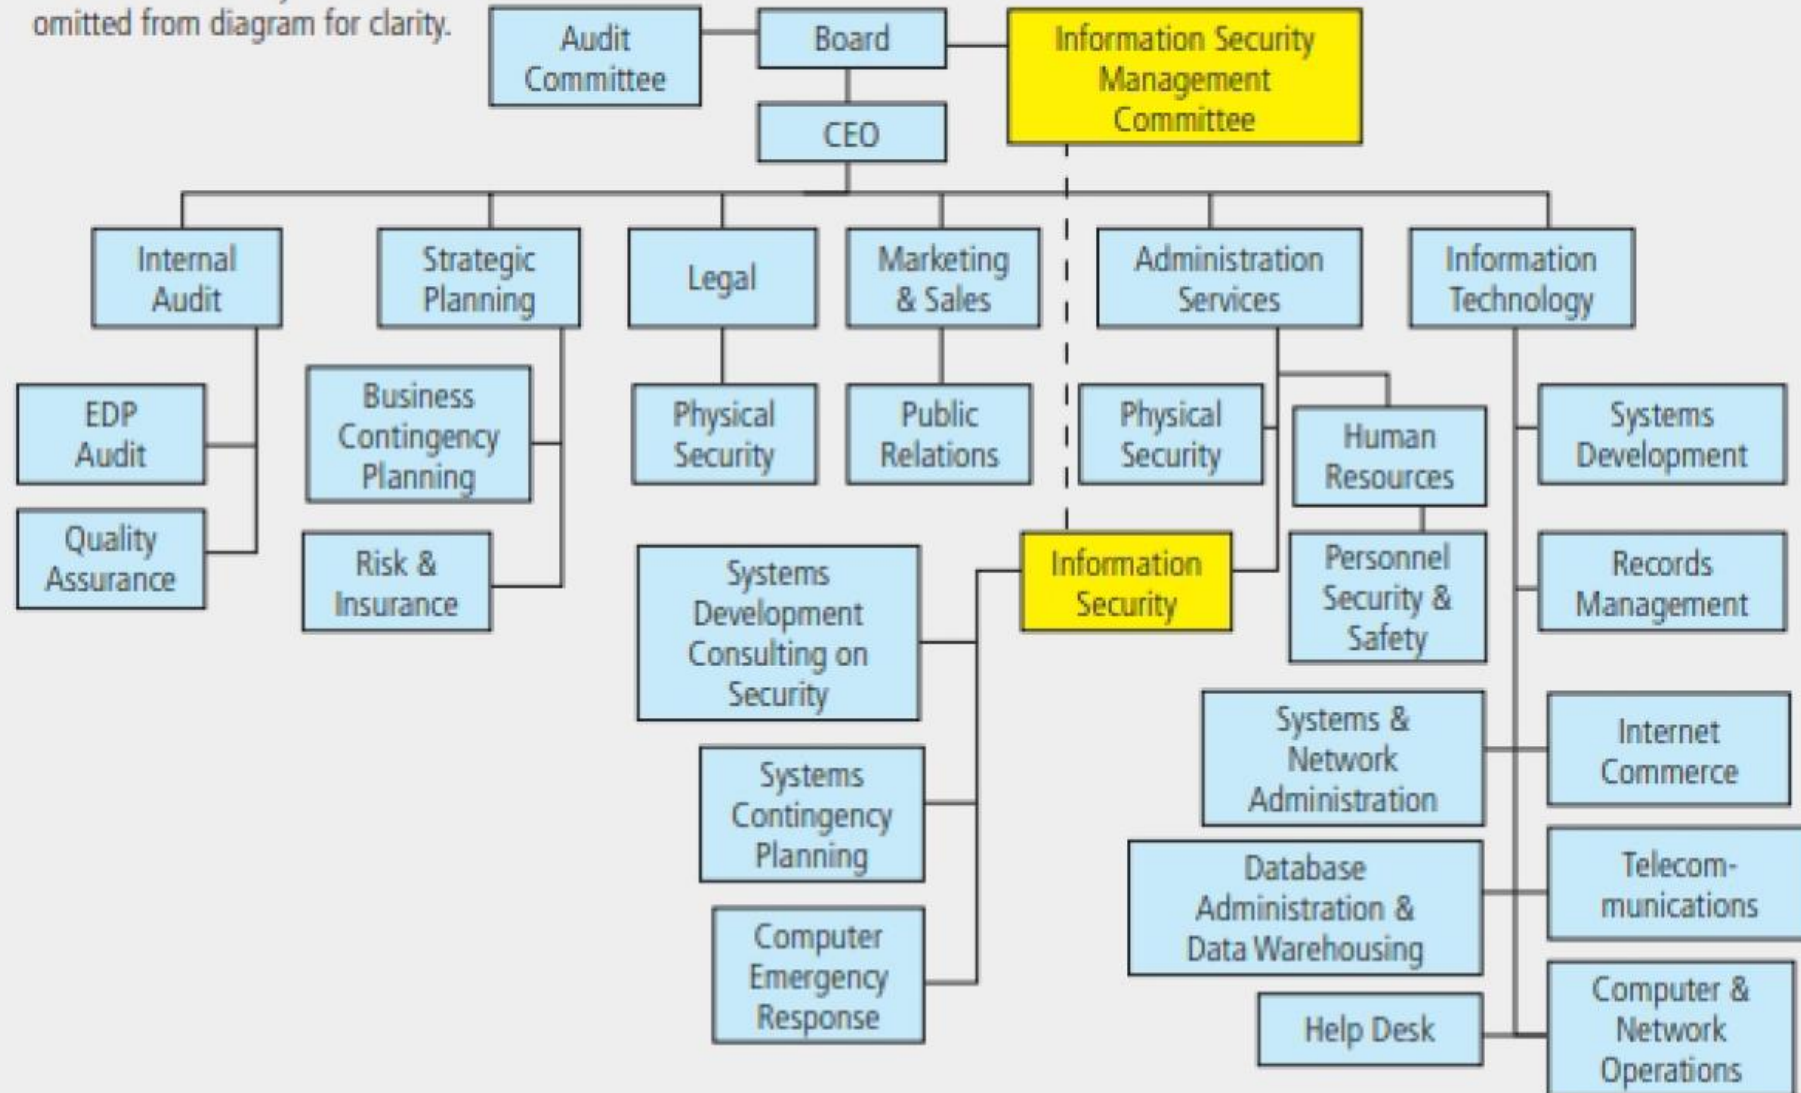 omitted from diagram for clarity.
Audit
Committee
Board
Information Security
Management
Committee
CEO
Internal
Audit
Strategic
Planning
Legal
Marketing
& Sales
Administration
Services
Information
Technology
EDP
Audit
Business
Contingency
Planning
Physical
Security
Public
Relations
Physical
Security
Human
Resources
Systems
Development
Quality
Assurance
Risk &
Insurance
Systems
Development
Consulting on
Security
Information
Security
Personnel
Security &
Safety
Records
Management
Systems &
Network
Administration
Internet
Commerce
Systems
Contingency
Planning
Database
Administration &
Data Warehousing
Telecom-
munications
Computer
Emergency
Response
Help Desk
Computer &
Network
Operations